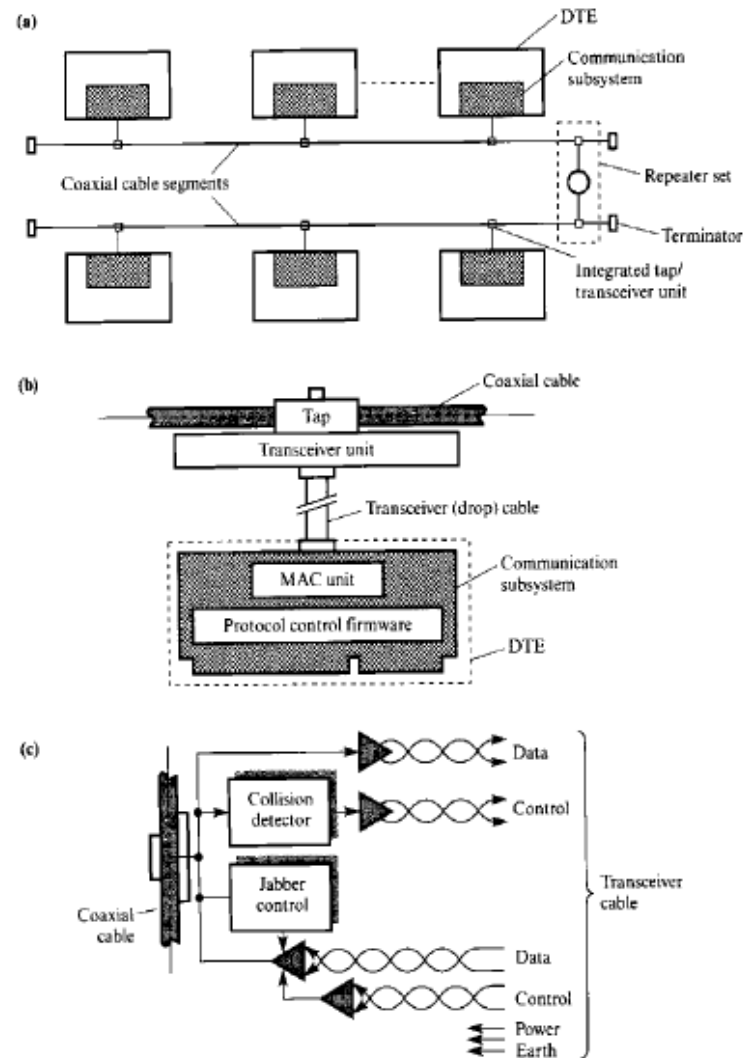 (a)
DTE
Communication
subsystem
Coaxial cable segments
Repeater set
Terminator
Integrated tap/
transceiver unit
(b)
Coaxial cable
Tap
Transceiver unit
Transceiver (drop) cable
Communication
subsystem
MAC unit
Protocol control firmware
DTE
(c)
Data
Collision
detector
Control
Jabber
control
Transceiver
cable
Coaxial
cable
Data
Control
Power
Earth